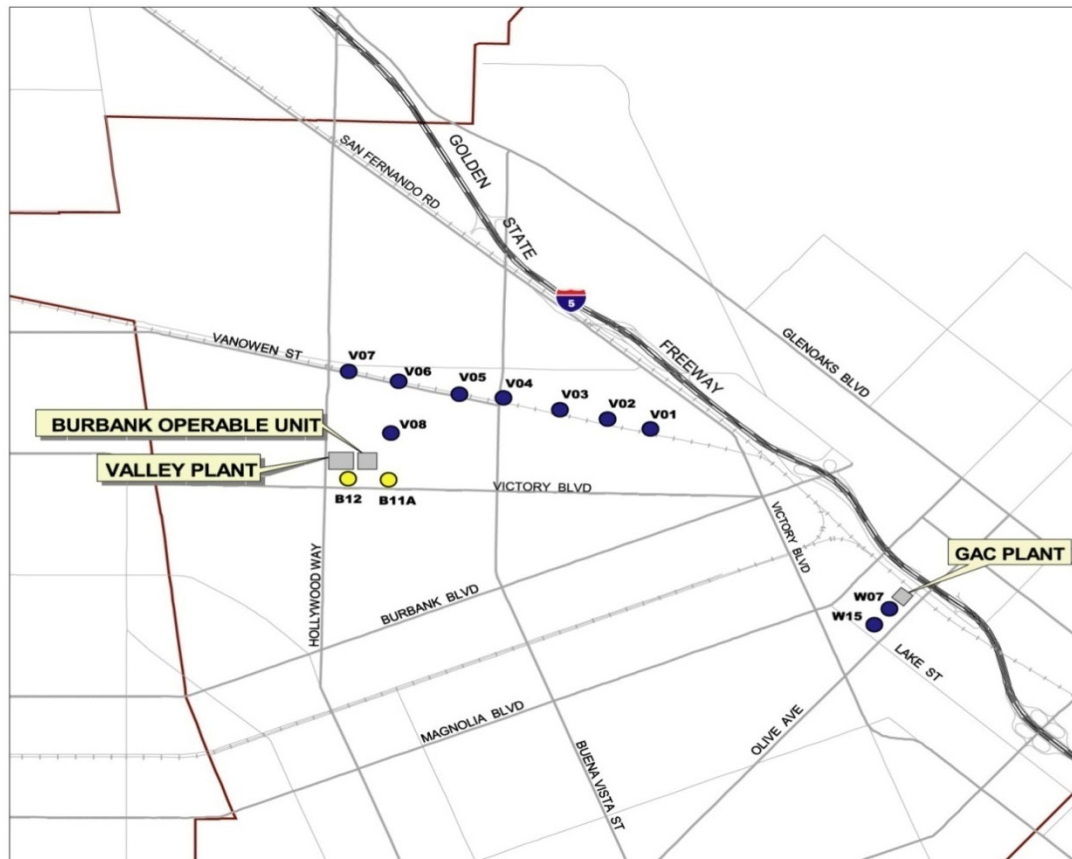 GOLDEN
STATE
FREEWAY
SAN FERNANDO RD
5
GLENOAKS BLVD
VANOWEN ST
V07
V06
V05
V04
V03
V02
V01
BURBANK OPERABLE UNIT
V08
VALLEY PLANT
B12
B11A
VICTORY BLVD
VICTORY BLVD
GAC PLANT
HOLLYWOOD WAY
BURBANK BLVD
W07
W15
LAKE ST
MAGNOLIA BLVD
OLIVE AVE
BUENA VISTA ST